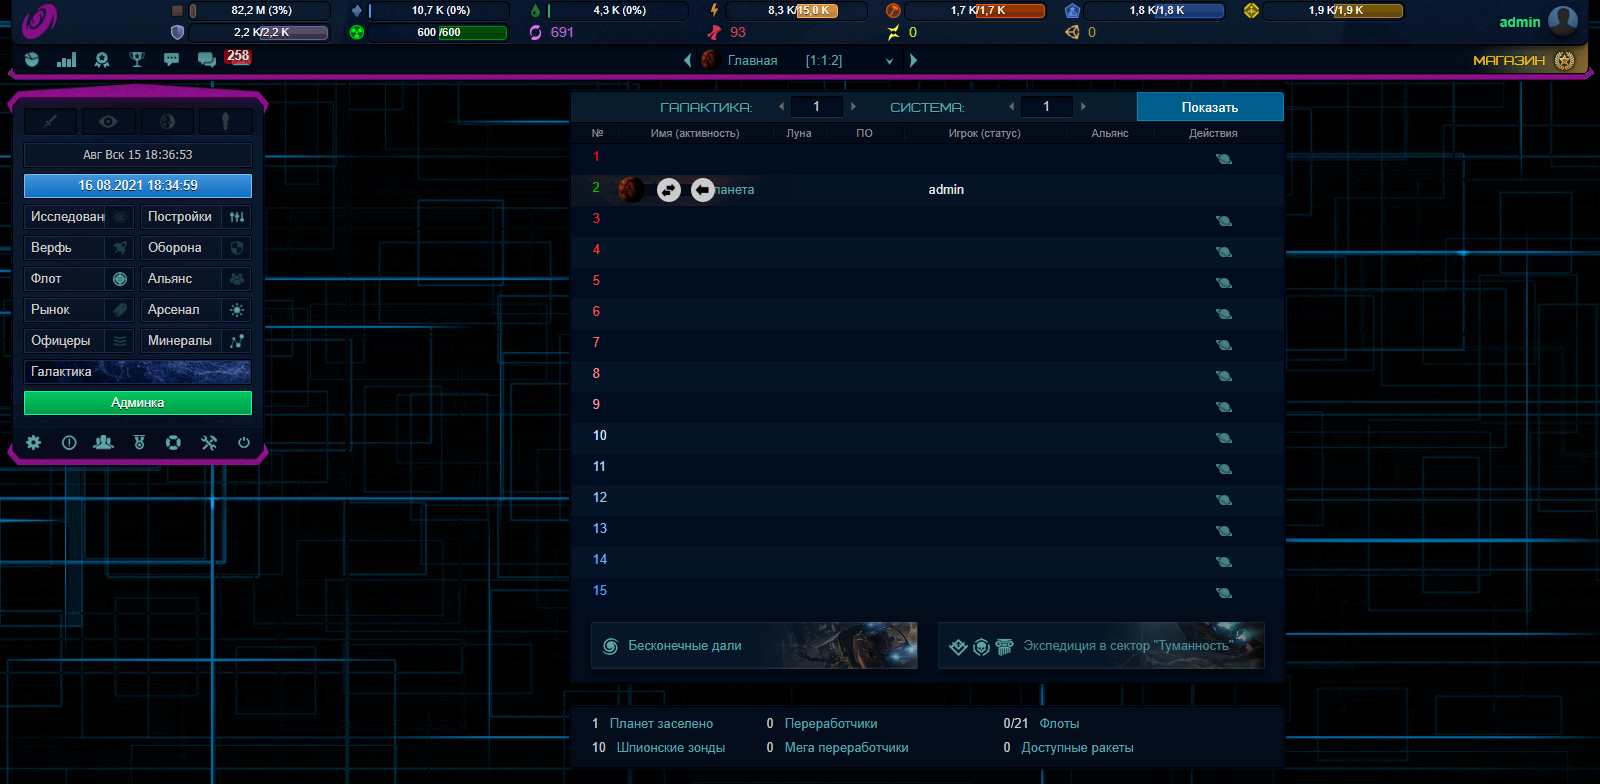 82,2 M (3%)
10,7 K (0%)
4,3 K (0%)
8,3 K/15,0 K
1,7 K/1,7 K
1,8 K/1,8 K
1,9 K/1,9 K
2,2 K/2,2 K
600 /600
691
93
0
0
admin
258
Главная [1:1:2]
МАГАЗИН
Авг Вск 15 18:36:53
16.08.2021 18:34:59
Исследован
Постройки
Верфь
Оборона
Флот
Альянс
Рынок
Арсенал
Офицеры
Минералы
Галактика
Админка
ГАЛАКТИКА: 1 СИСТЕМА: 1 Показать
№ Имя (активность) Луна ПО Игрок (статус) Альянс Действия
1
2 планета admin
3
4
5
6
7
8
9
10
11
12
13
14
15
Бесконечные дали
Экспедиция в сектор "Туманность"
1 Планет заселено 0 Переработчики 0/21 Флоты
10 Шпионские зонды 0 Мега переработчики 0 Доступные ракеты